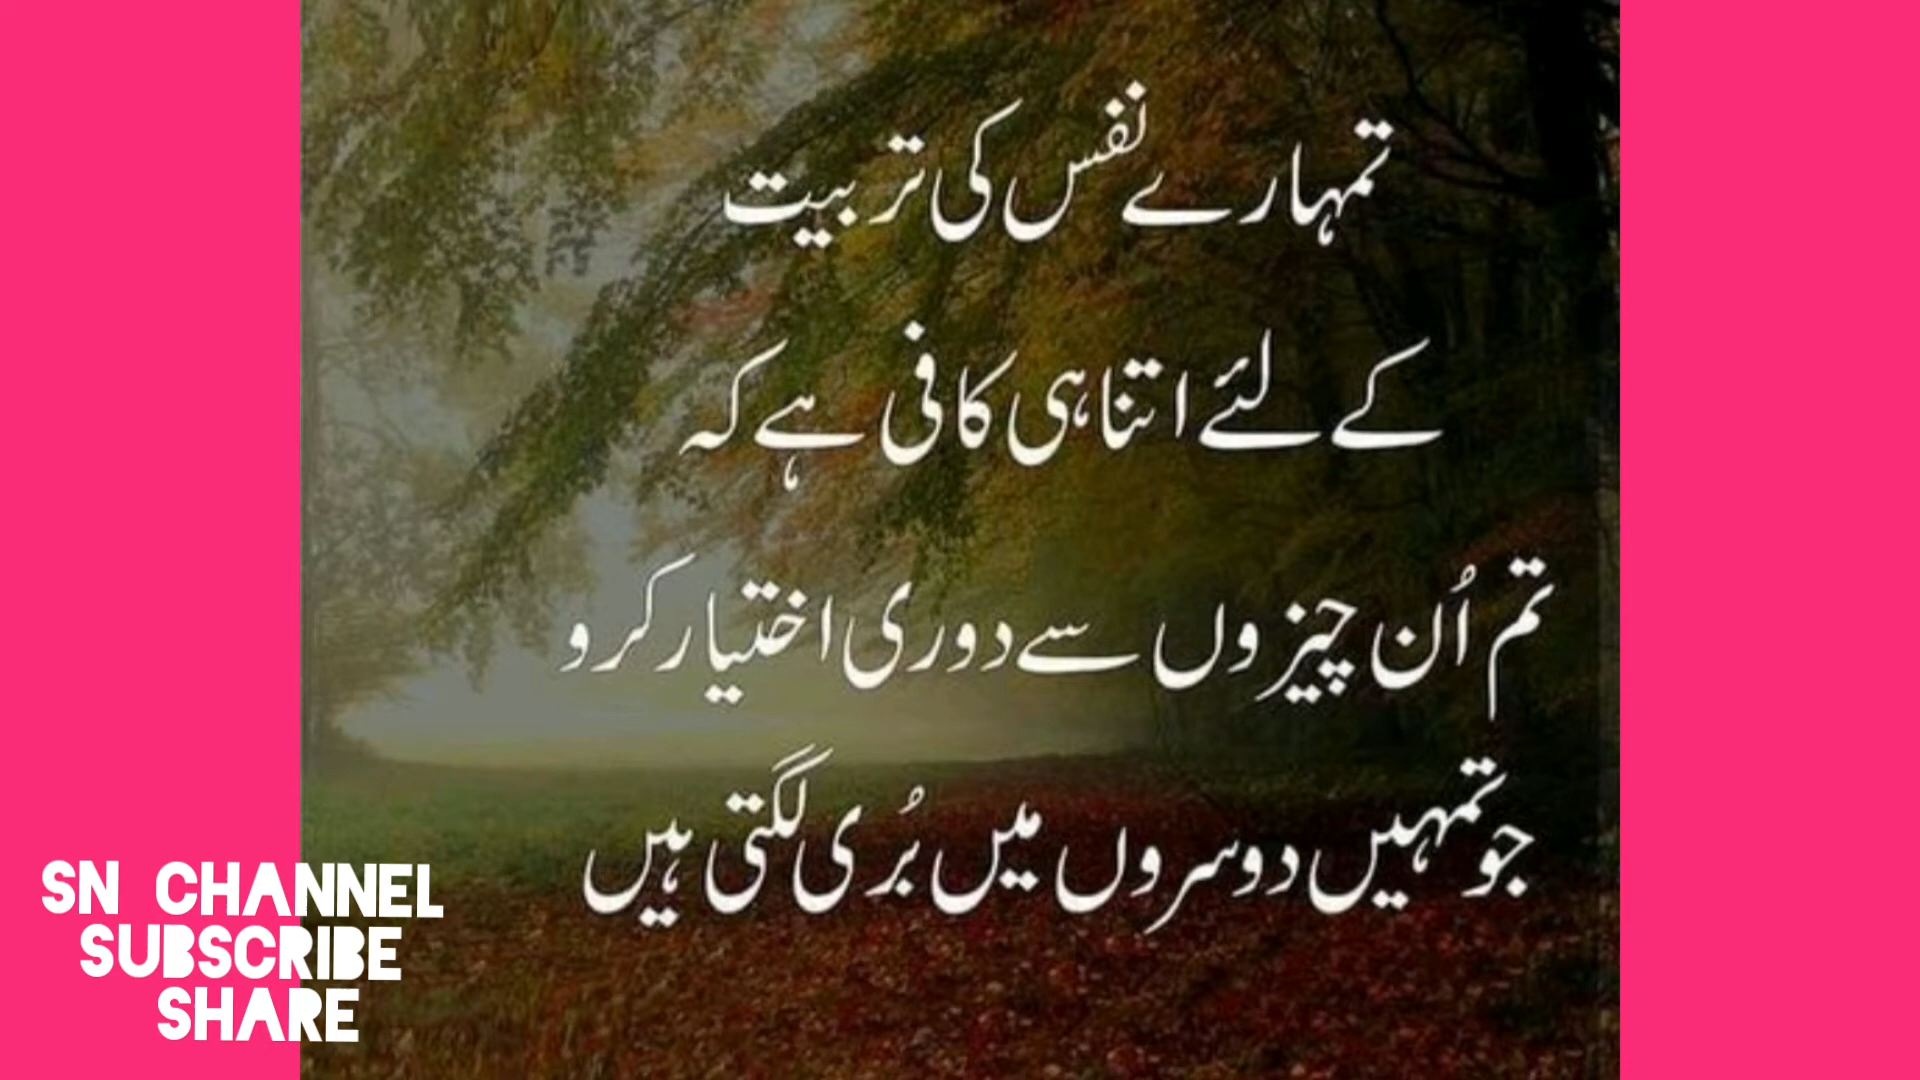 تمہارے نفس کی تربیت
کے لئے اتنا ہی کافی ہے کہ
تم اُن چیزوں سے دوری اختیار کرو
جو تمہیں دوسروں میں بُری لگتی ہیں
SN CHANNEL
SUBSCRIBE
SHARE